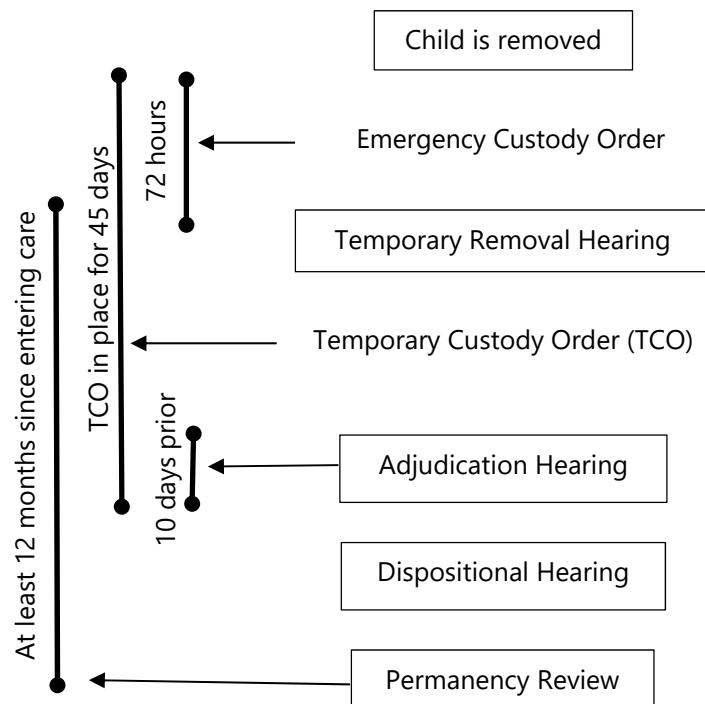 Child is removed
72 hours
Emergency Custody Order
TCO in place for 45 days
Temporary Removal Hearing
At least 12 months since entering care
Temporary Custody Order (TCO)
10 days prior
Adjudication Hearing
Dispositional Hearing
Permanency Review